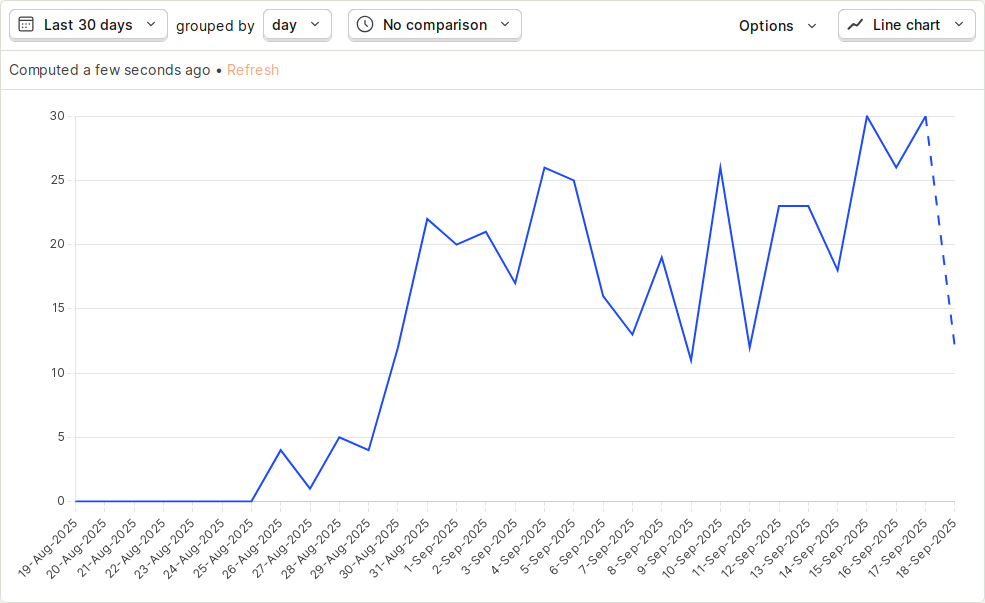 Last 30 days grouped by day No comparison Options Line chart
Computed a few seconds ago • Refresh
30
25
20
15
10
5
0
19-Aug-2025
20-Aug-2025
21-Aug-2025
22-Aug-2025
23-Aug-2025
24-Aug-2025
25-Aug-2025
26-Aug-2025
27-Aug-2025
28-Aug-2025
29-Aug-2025
30-Aug-2025
31-Aug-2025
1-Sep-2025
2-Sep-2025
3-Sep-2025
4-Sep-2025
5-Sep-2025
6-Sep-2025
7-Sep-2025
8-Sep-2025
9-Sep-2025
10-Sep-2025
11-Sep-2025
12-Sep-2025
13-Sep-2025
14-Sep-2025
15-Sep-2025
16-Sep-2025
17-Sep-2025
18-Sep-2025